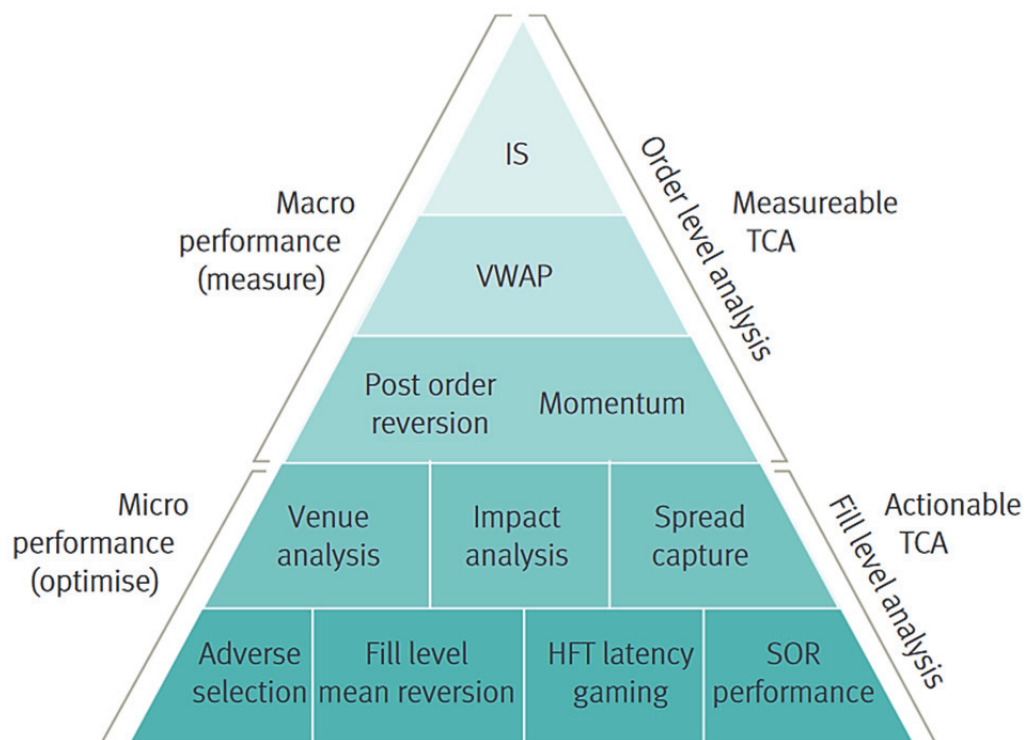 IS
Macro
performance
(measure)
Order level analysis
Measureable
TCA
VWAP
Post order
reversion
Momentum
Micro
performance
(optimise)
Venue
analysis
Impact
analysis
Spread
capture
Fill level analysis
Actionable
TCA
Adverse
selection
Fill level
mean reversion
HFT latency
gaming
SOR
performance